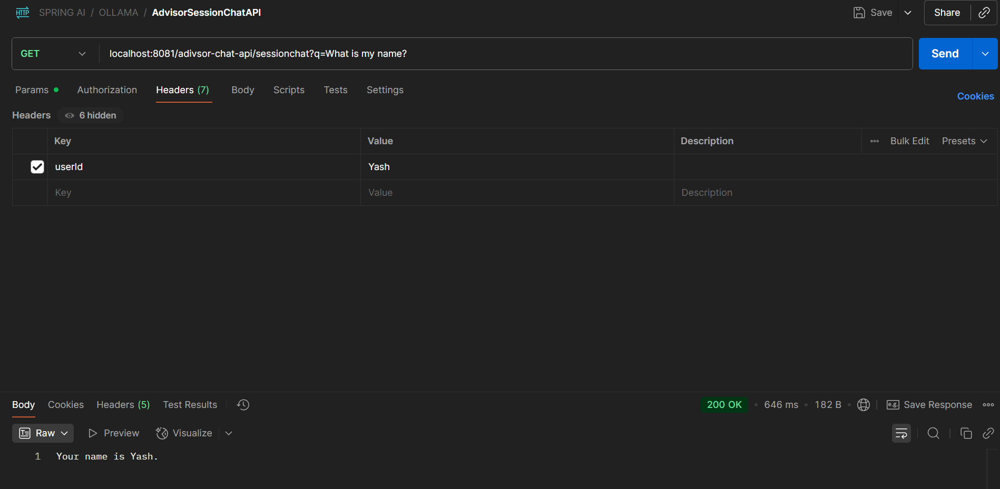 HTTP SPRING AI / OLLAMA / AdvisorSessionChatAPI Save Share
GET localhost:8081/adivsor-chat-api/sessionchat?q=What is my name? Send
Params Authorization Headers (7) Body Scripts Tests Settings Cookies
Headers 6 hidden
Key Value Description Bulk Edit Presets
userId Yash
Key Value Description
Body Cookies Headers (5) Test Results 200 OK 646 ms 182 B e.g. Save Response
Raw Preview Visualize
1 Your name is Yash.